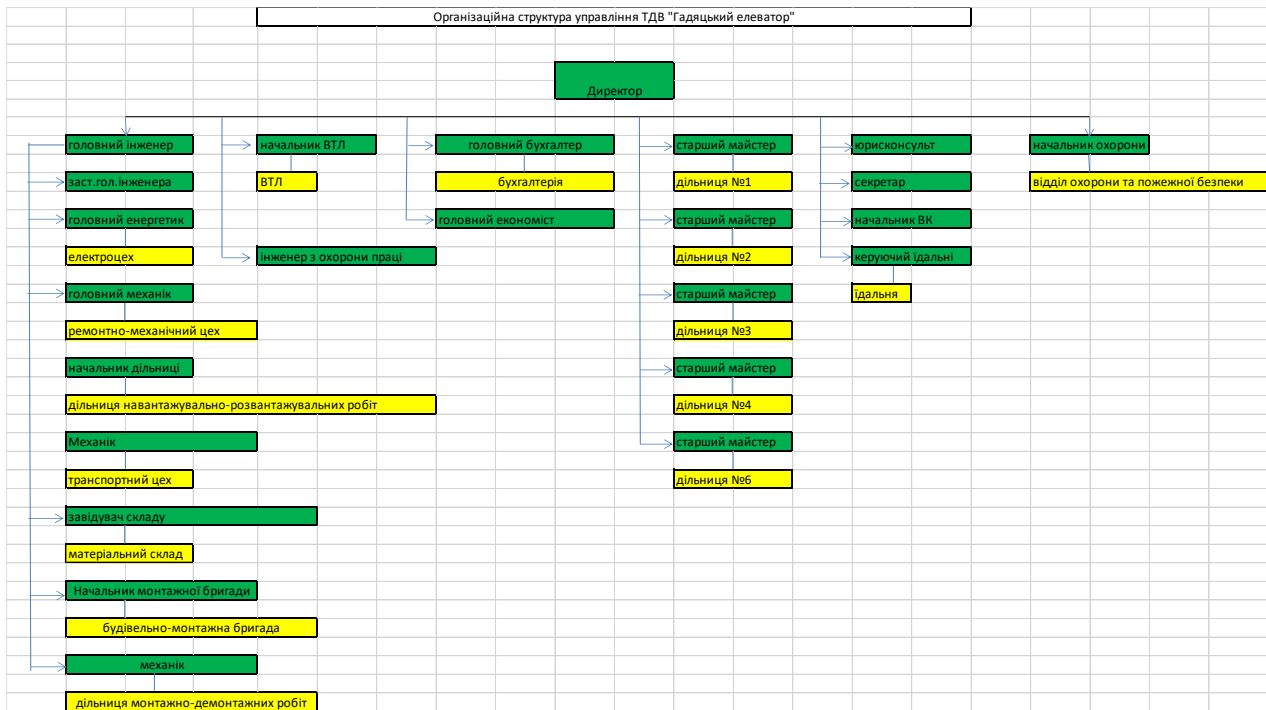 Організаційна структура управління ТДВ "Гадяцький елеватор"
Директор
головний інженер
начальник ВТЛ
головний бухгалтер
старший майстер
юрисконсульт
начальник охорони
заст.гол.інженера
ВТЛ
бухгалтерія
дільниця №1
секретар
відділ охорони та пожежної безпеки
головний енергетик
головний економіст
старший майстер
начальник ВК
електроцех
інженер з охорони праці
дільниця №2
керуючий їдальні
головний механік
старший майстер
їдальня
ремонтно-механічний цех
дільниця №3
начальник дільниці
старший майстер
дільниця навантажувально-розвантажувальних робіт
дільниця №4
Механік
старший майстер
транспортний цех
дільниця №6
завідувач складу
матеріальний склад
Начальник монтажної бригади
будівельно-монтажна бригада
механік
дільниця монтажно-демонтажних робіт